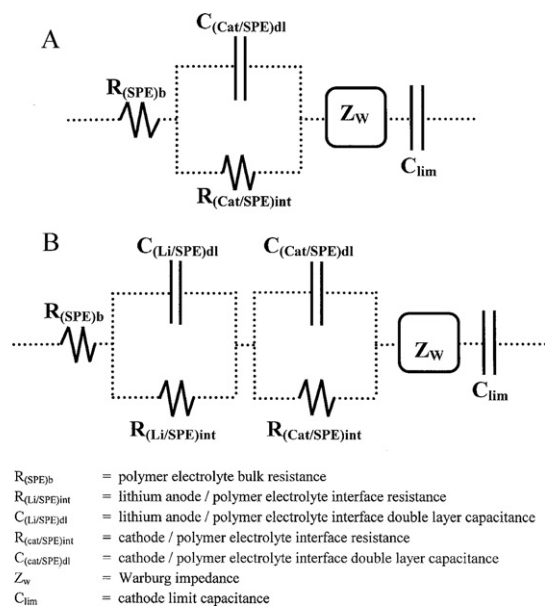 A
C(Cat/SPE)dl
R(SPE)b
ZW
Clim
R(Cat/SPE)int
B
C(Li/SPE)dl
C(Cat/SPE)dl
R(SPE)b
ZW
Clim
R(Li/SPE)int
R(Cat/SPE)int
R(SPE)b = polymer electrolyte bulk resistance
R(Li/SPE)int = lithium anode / polymer electrolyte interface resistance
C(Li/SPE)dl = lithium anode / polymer electrolyte interface double layer capacitance
R(cat/SPE)int = cathode / polymer electrolyte interface resistance
C(cat/SPE)dl = cathode / polymer electrolyte interface double layer capacitance
Zw = Warburg impedance
Clim = cathode limit capacitance